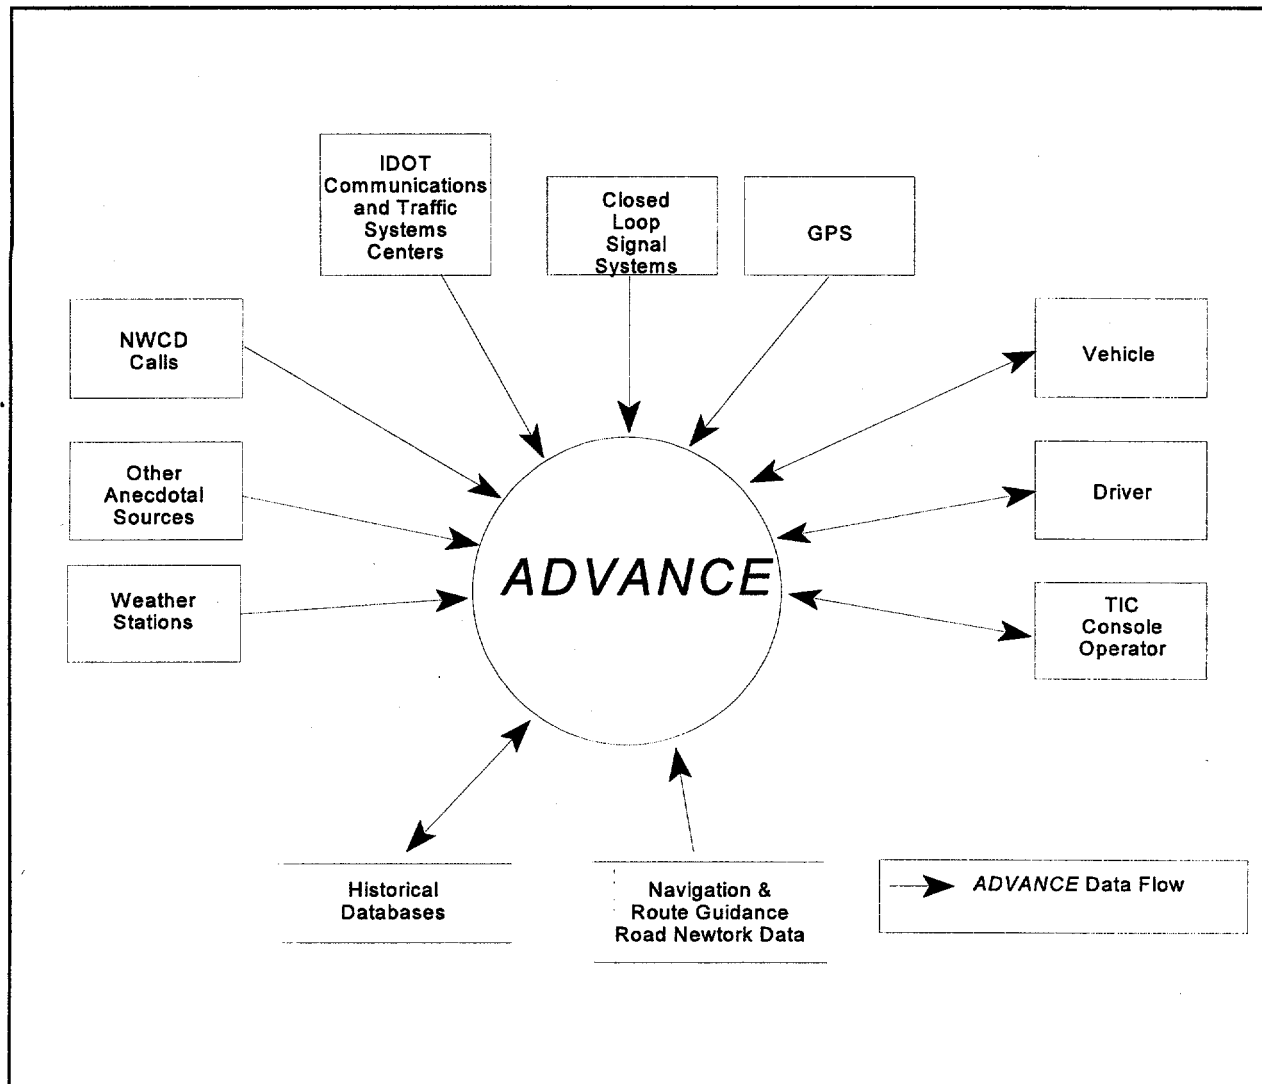 IDOT
Communications
and Traffic
Systems
Centers
Closed
Loop
Signal
Systems
GPS
NWCD
Calls
Vehicle
Other
Anecdotal
Sources
Driver
ADVANCE
Weather
Stations
TIC
Console
Operator
Historical
Databases
Navigation &
Route Guidance
Road Newtork Data
ADVANCE Data Flow